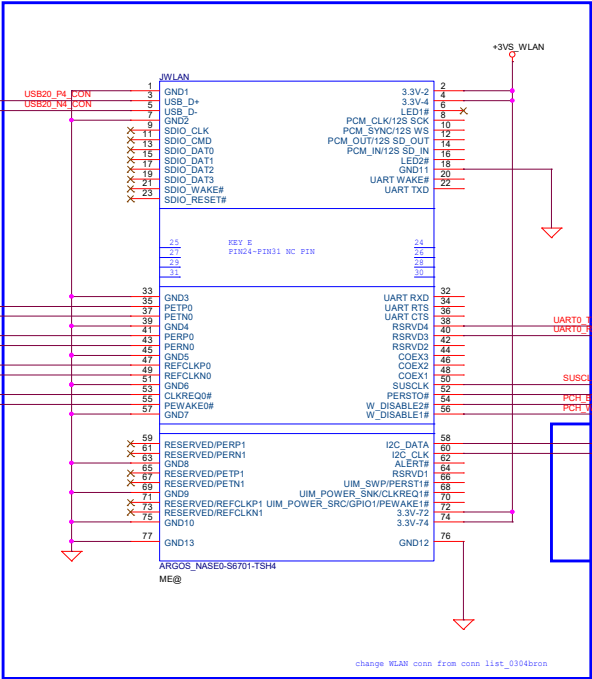 +3VS_WLAN
JWLAN
USB20_P4_CON
USB20_N4_CON
1 GND1 3.3V-2 2
3 USB_D+ 3.3V-4 4
5 USB_D- LED1# 6
7 GND2 PCM_CLK/12S SCK 8
9 SDIO_CLK PCM_SYNC/12S WS 10
11 SDIO_CMD PCM_OUT/12S SD_OUT 12
13 SDIO_DAT0 PCM_IN/12S SD_IN 14
15 SDIO_DAT1 LED2# 16
17 SDIO_DAT2 GND11 18
19 SDIO_DAT3 UART WAKE# 20
21 SDIO_WAKE# UART TXD 22
23 SDIO_RESET#
25 KEY E 24
27 PIN24~PIN31 NC PIN 26
29 28
31 30
33 GND3 UART RXD 32
35 PETP0 UART RTS 34
37 PETN0 UART CTS 36
39 GND4 RSRVD4 38 UART0_T
41 PERP0 RSRVD3 40 UART0_R
43 PERN0 RSRVD2 42
45 GND5 COEX3 44
47 REFCLKP0 COEX2 46
49 REFCLKN0 COEX1 48
51 GND6 SUSCLK 50 SUSCL
53 CLKREQ0# PERSTO# 52
55 PEWAKE0# W_DISABLE2# 54 PCH_B
57 GND7 W_DISABLE1# 56 PCH_W
59 RESERVED/PERP1 I2C_DATA 58
61 RESERVED/PERN1 I2C_CLK 60
63 GND8 ALERT# 62
65 RESERVED/PETP1 RSRVD1 64
67 RESERVED/PETN1 UIM_SWP/PERST1# 66
69 GND9 UIM_POWER_SNK/CLKREQ1# 68
71 RESERVED/REFCLKP1 UIM_POWER_SRC/GPIO1/PEWAKE1# 70
73 RESERVED/REFCLKN1 3.3V-72 72
75 GND10 3.3V-74 74
77 GND13 GND12 76
ARGOS_NASE0-S6701-TSH4
ME@
change WLAN conn from conn list_0304bron